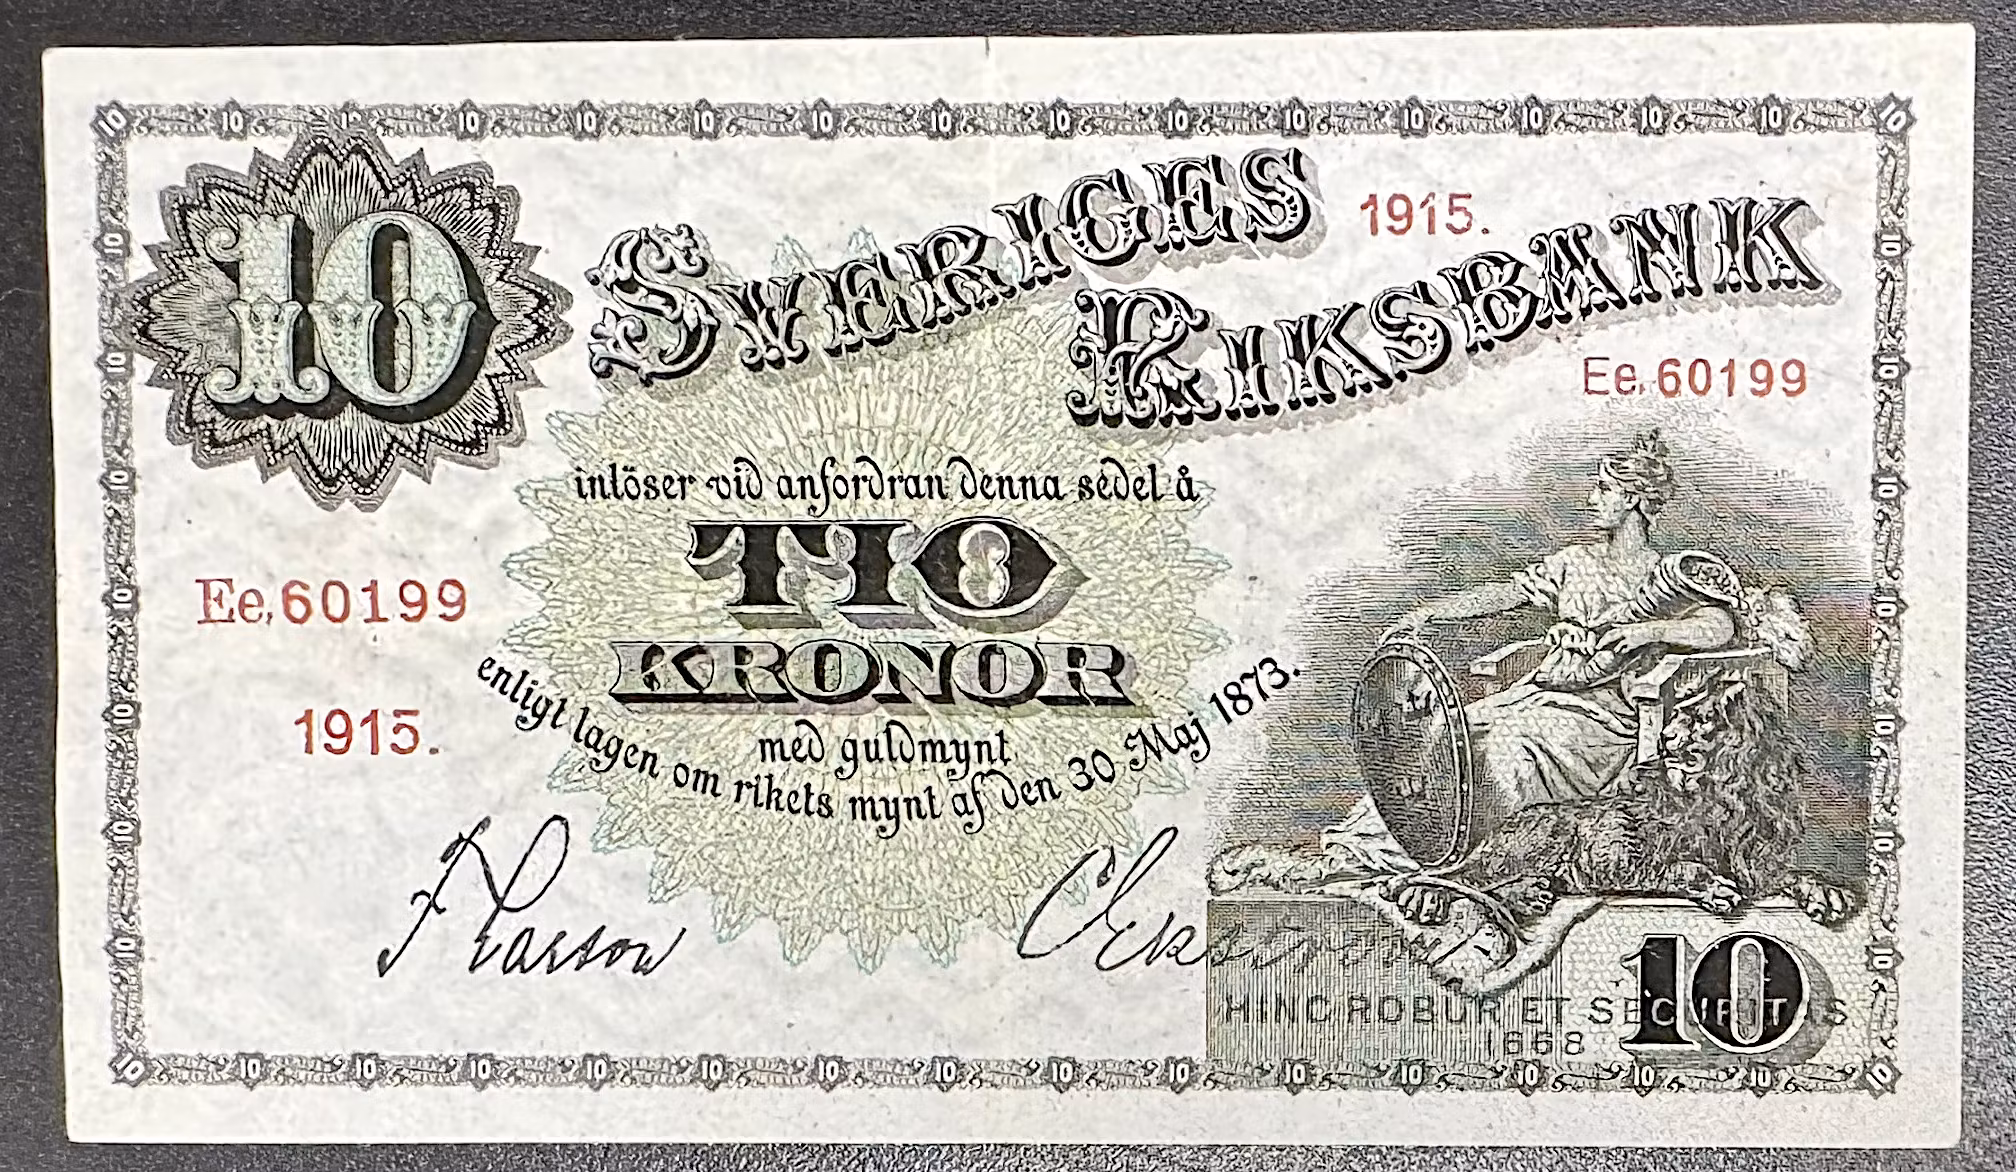 10
SVERIGES
1915.
RIKSBANK
Ee.60199
inlöser vid anfordran denna sedel å
TIO
KRONOR
Ee.60199
med guldmynt
enligt lagen om rikets mynt af den 30 Maj 1873.
1915.
10
HINC ROBUR ET SECURITAS
1668